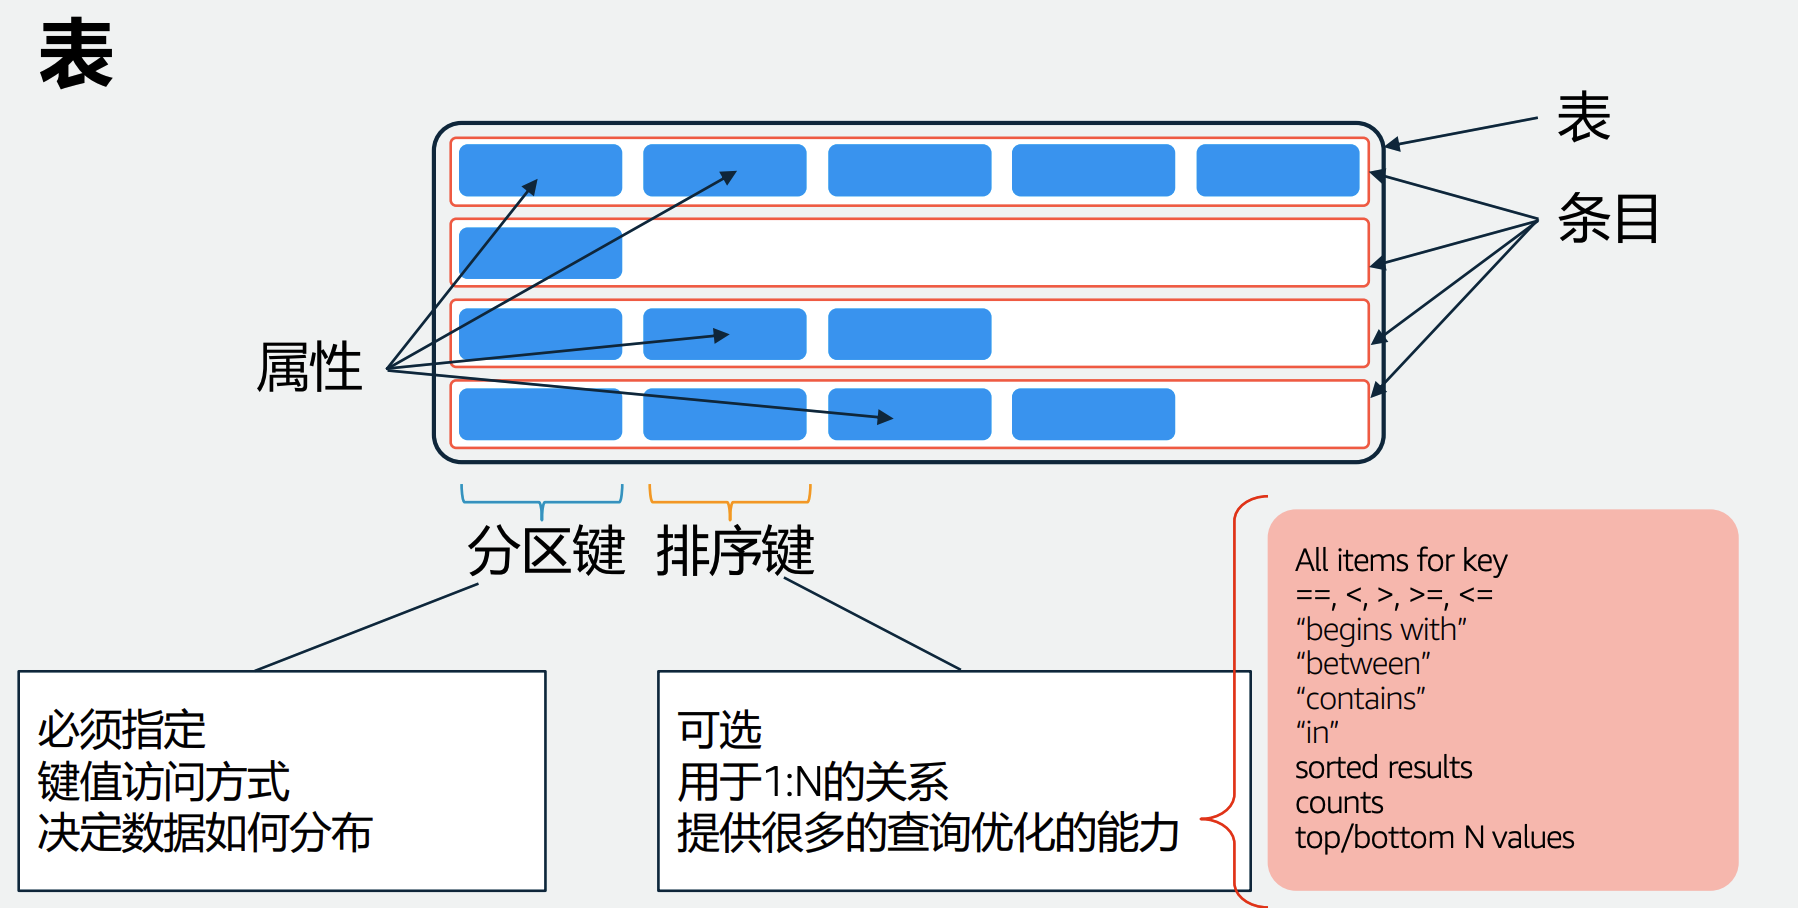 表
表
条目
属性
分区键
排序键
必须指定
键值访问方式
决定数据如何分布
可选
用于1:N的关系
提供很多的查询优化的能力
All items for key
==, <, >, >=, <=
“begins with”
“between”
“contains”
“in”
sorted results
counts
top/bottom N values